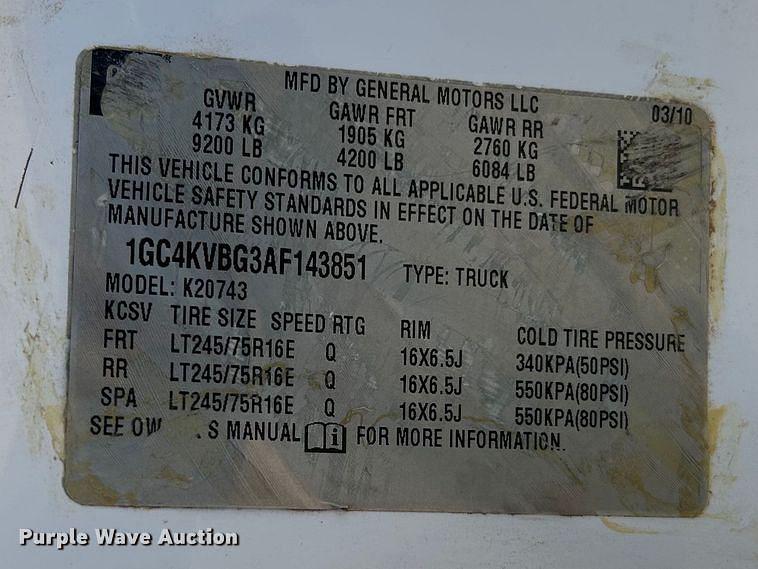 MFD BY GENERAL MOTORS LLC
03/10
GVWR GAWR FRT GAWR RR
4173 KG 1905 KG 2760 KG
9200 LB 4200 LB 6084 LB
THIS VEHICLE CONFORMS TO ALL APPLICABLE U.S. FEDERAL MOTOR
VEHICLE SAFETY STANDARDS IN EFFECT ON THE DATE OF
MANUFACTURE SHOWN ABOVE.
1GC4KVBG3AF143851 TYPE: TRUCK
MODEL: K20743
KCSV TIRE SIZE SPEED RTG RIM COLD TIRE PRESSURE
FRT LT245/75R16E Q 16X6.5J 340KPA(50PSI)
RR LT245/75R16E Q 16X6.5J 550KPA(80PSI)
SPA LT245/75R16E Q 16X6.5J 550KPA(80PSI)
SEE S MANUAL FOR MORE INFORMATION.
Purple Wave Auction